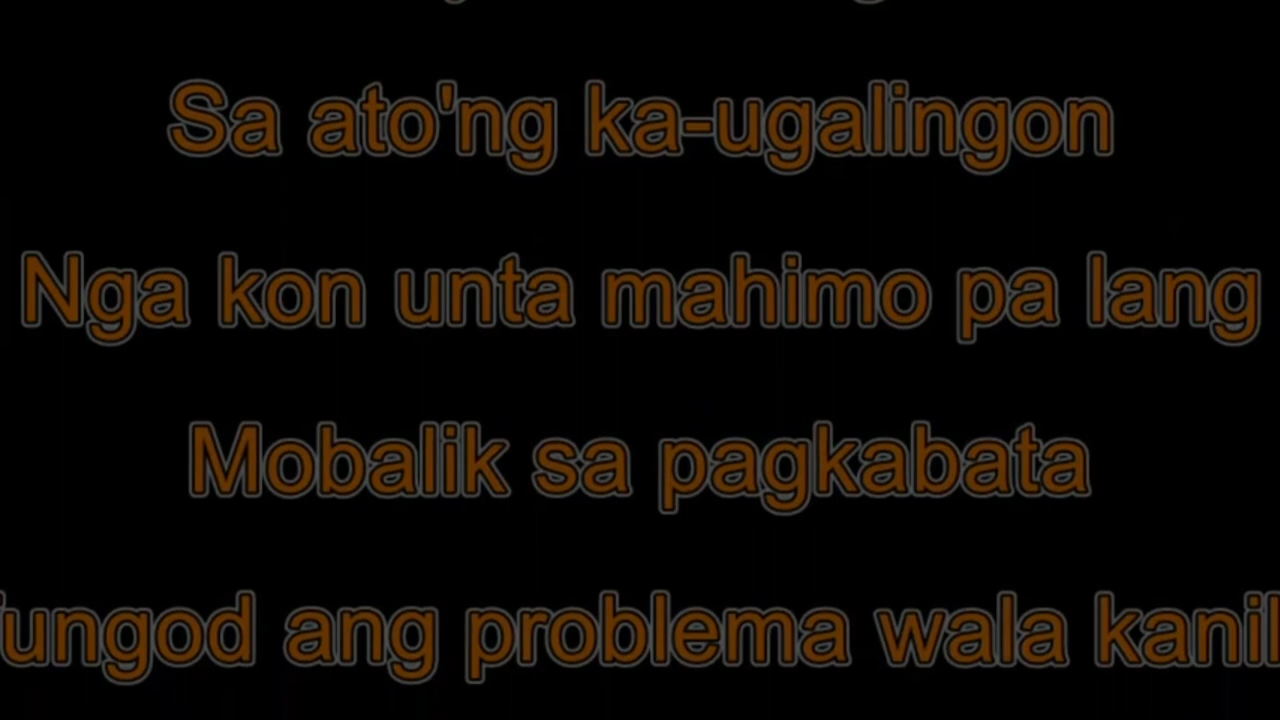 Sa ato'ng ka-ugalingon
Nga kon unta mahimo pa lang
Mobalik sa pagkabata
ang problema wala